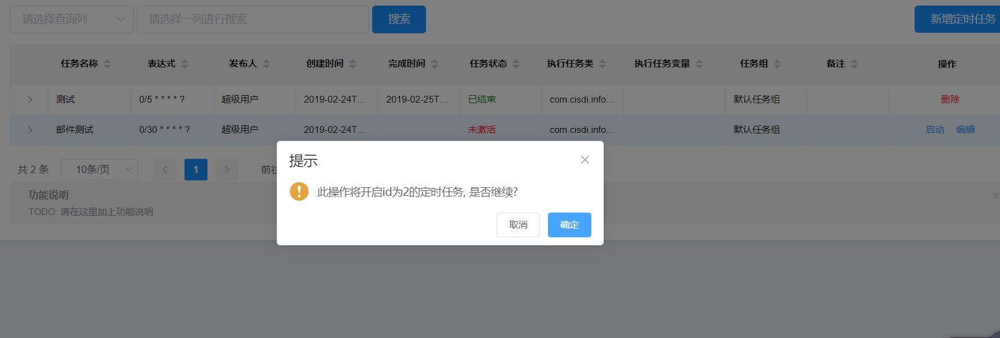 请选择查询列 请选择一列进行搜索 搜索 新增定时任务
任务名称 表达式 发布人 创建时间 完成时间 任务状态 执行任务类 执行任务变量 任务组 备注 操作
测试 0/5 * * * * ? 超级用户 2019-02-24T... 2019-02-25T... 已结束 com.cisdi.info... 默认任务组 删除
邮件测试 0/30 * * * * ? 超级用户 2019-02-24T... 未激活 com.cisdi.info... 默认任务组 启动 编辑
提示
共 2 条 10条/页 1 前往
此操作将开启id为2的定时任务, 是否继续?
功能说明
TODO: 请在这里加上功能说明
取消 确定